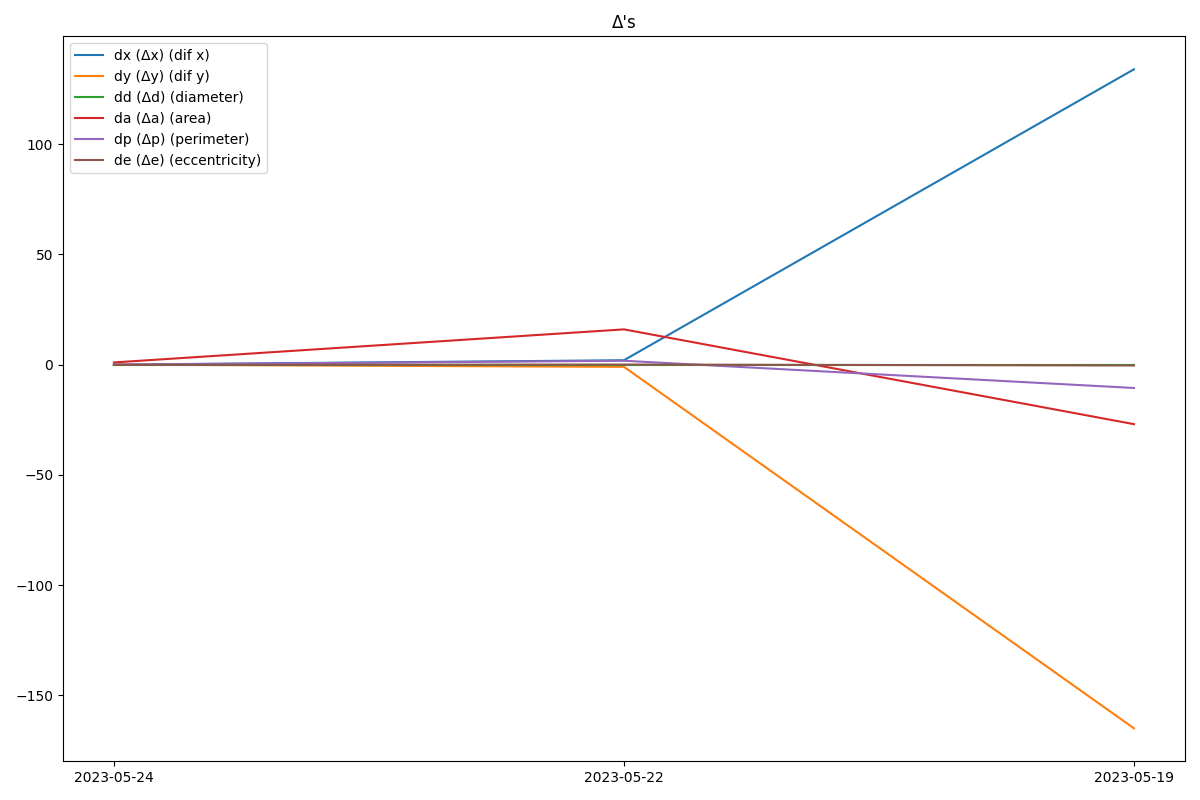 Δ's
dx (Δx) (dif x)
dy (Δy) (dif y)
dd (Δd) (diameter)
da (Δa) (area)
dp (Δp) (perimeter)
de (Δe) (eccentricity)
100
50
0
−50
−100
−150
2023-05-24 2023-05-22 2023-05-19